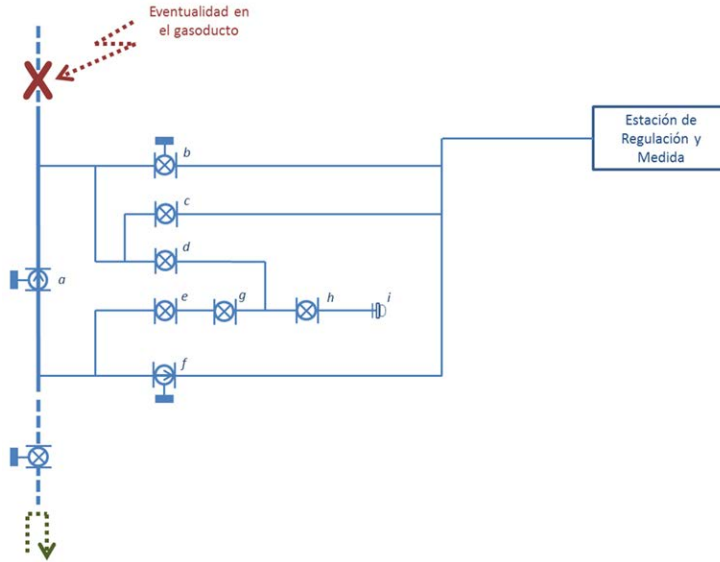 Eventualidad en
el gasoducto
Estación de
Regulación y
Medida
b
c
d
a
e
g
h
i
f